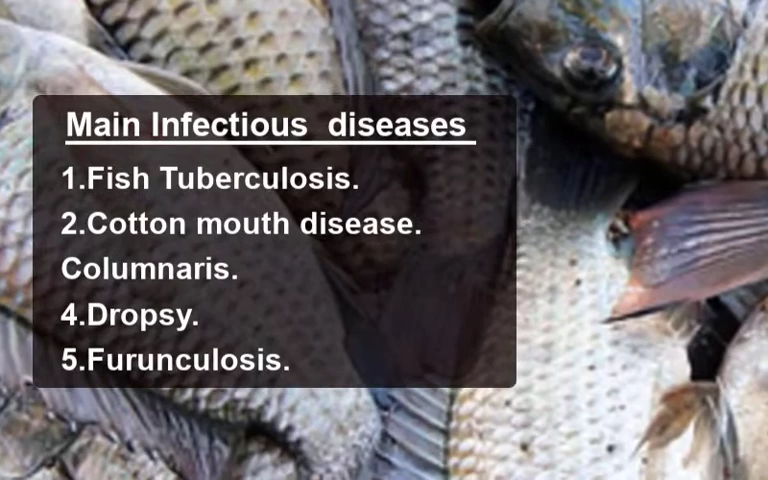 Main Infectious diseases
1.Fish Tuberculosis.
2.Cotton mouth disease.
Columnaris.
4.Dropsy.
5.Furunculosis.